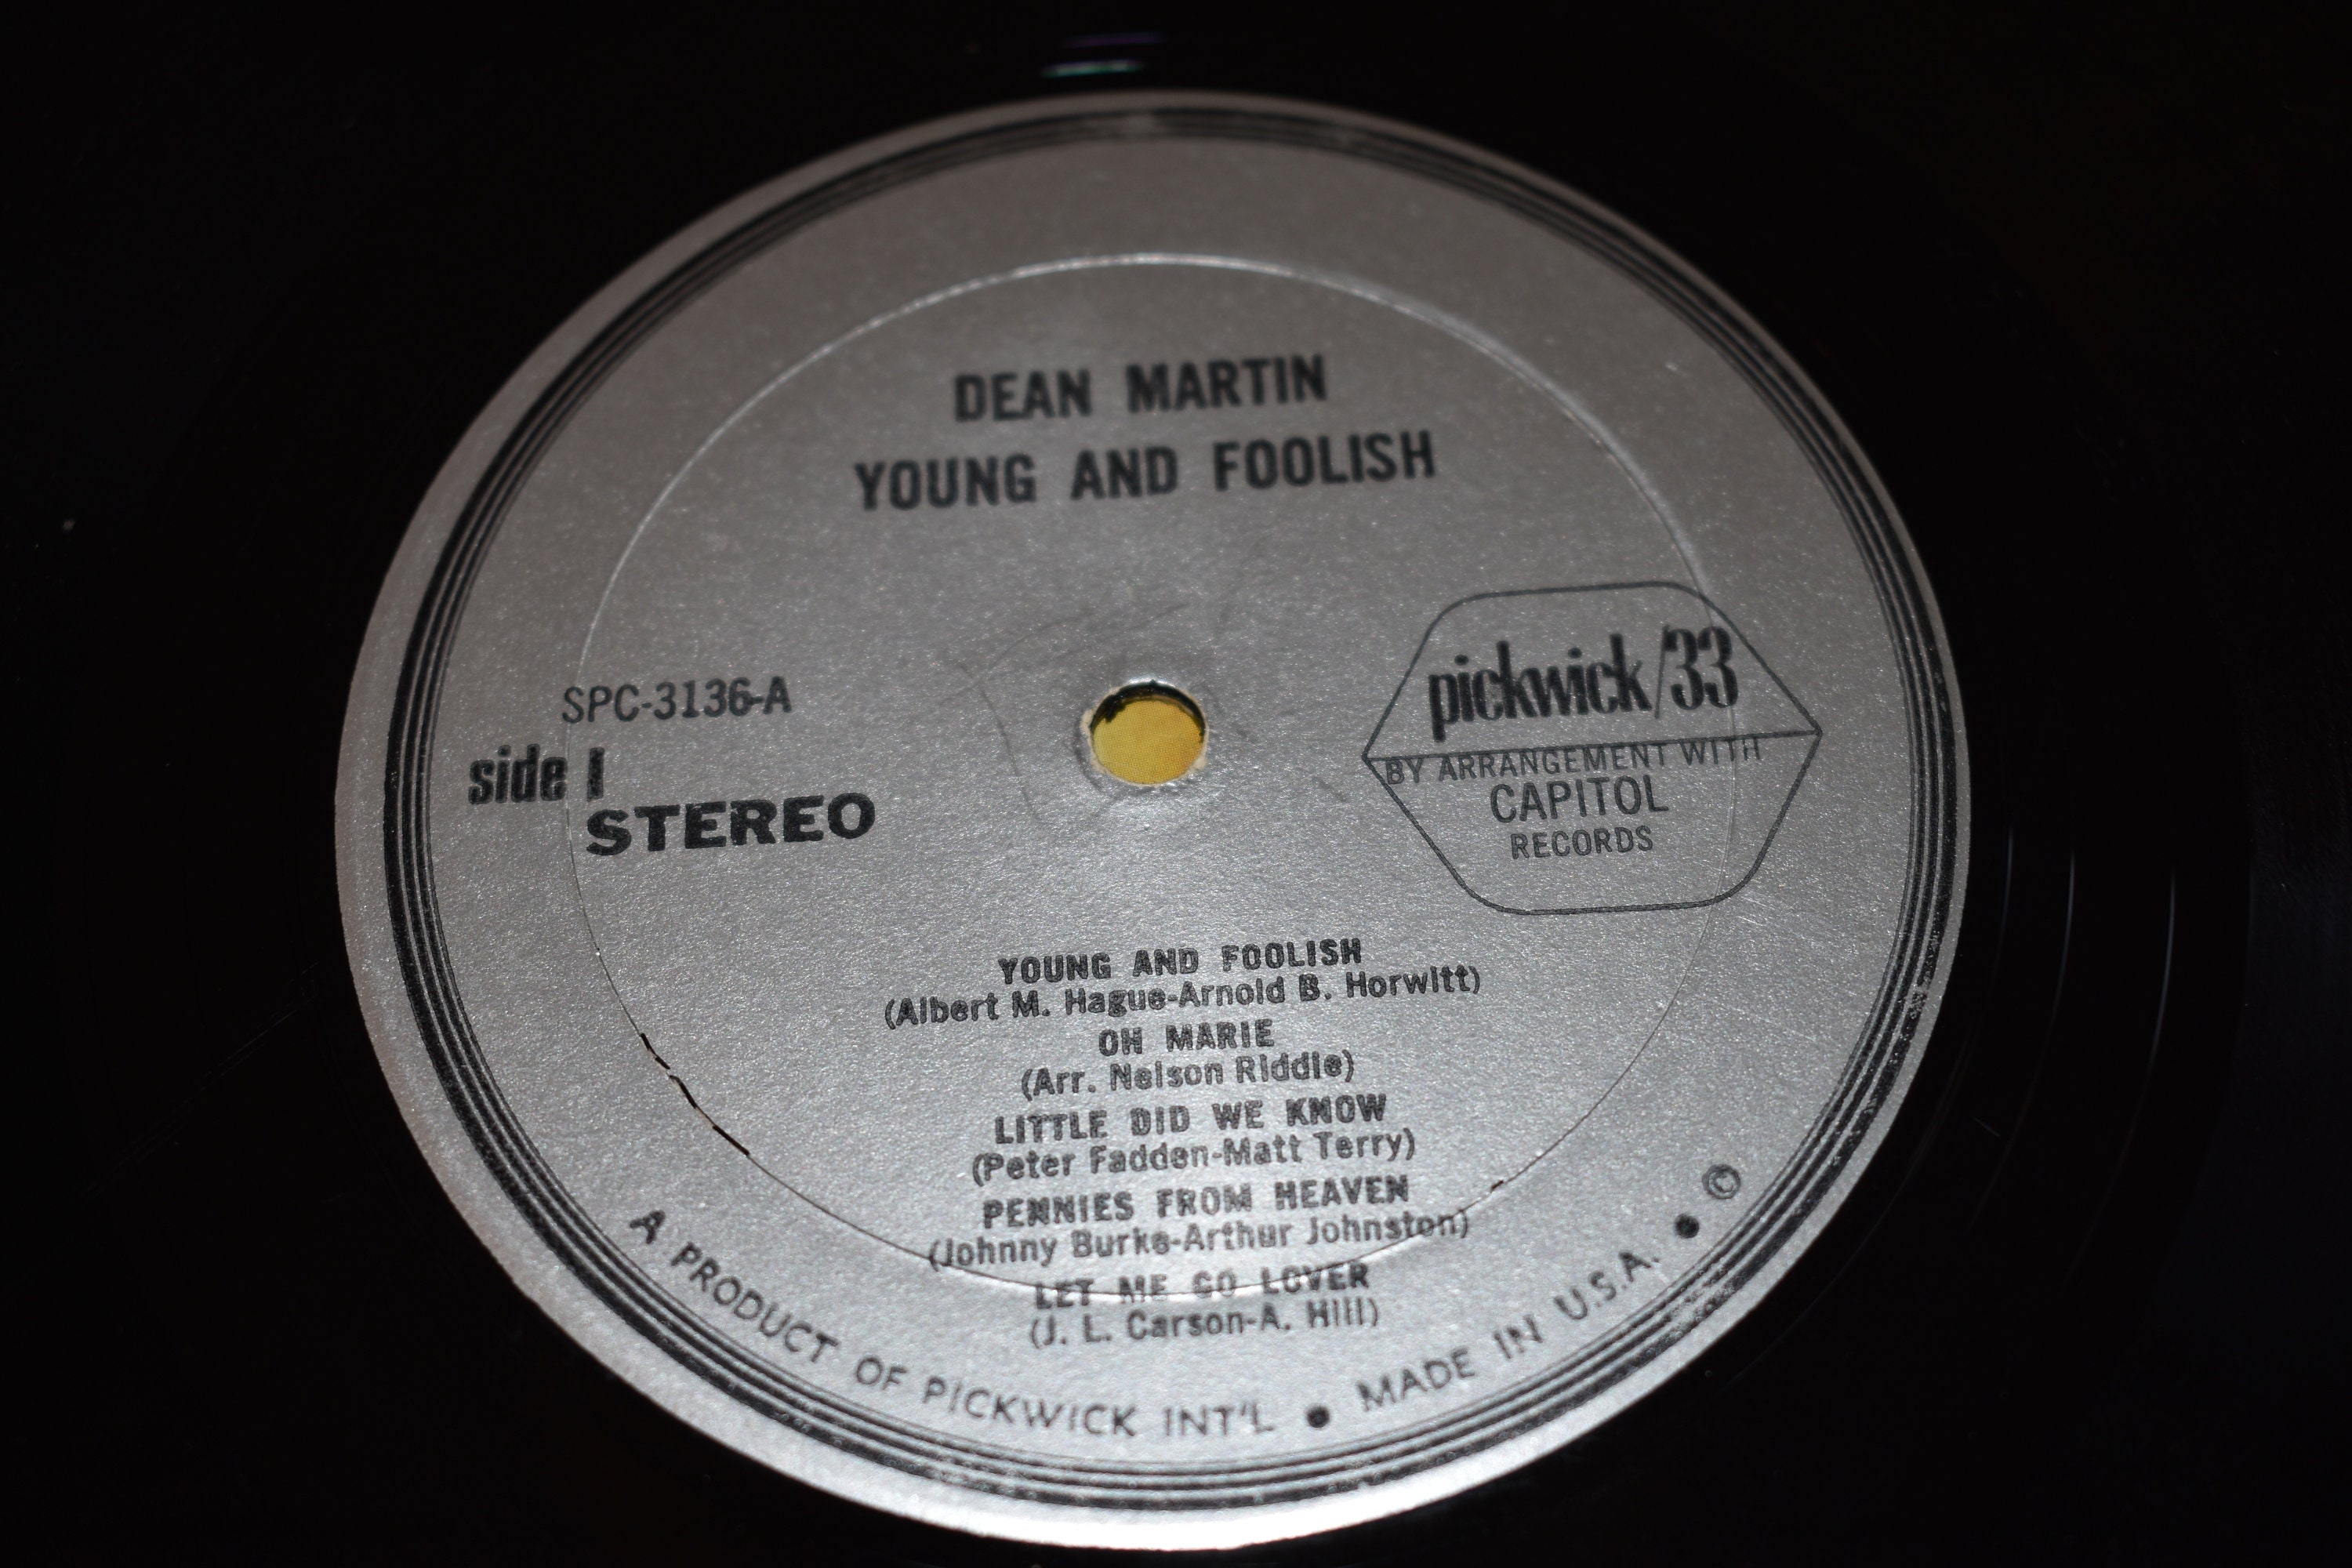 DEAN MARTIN
YOUNG AND FOOLISH
SPC-3136-A
side 1
STEREO
pickwick/33
BY ARRANGEMENT WITH
CAPITOL
RECORDS
YOUNG AND FOOLISH
(Albert M. Hague-Arnold B. Horwitt)
OH MARIE
(Arr. Nelson Riddle)
LITTLE DID WE KNOW
(Peter Fadden-Matt Terry)
PENNIES FROM HEAVEN
(Johnny Burke-Arthur Johnston)
LET ME GO LOVER
(J. L. Carson-A. Hill)
A PRODUCT OF PICKWICK INT'L ● MADE IN U.S.A. ● ©